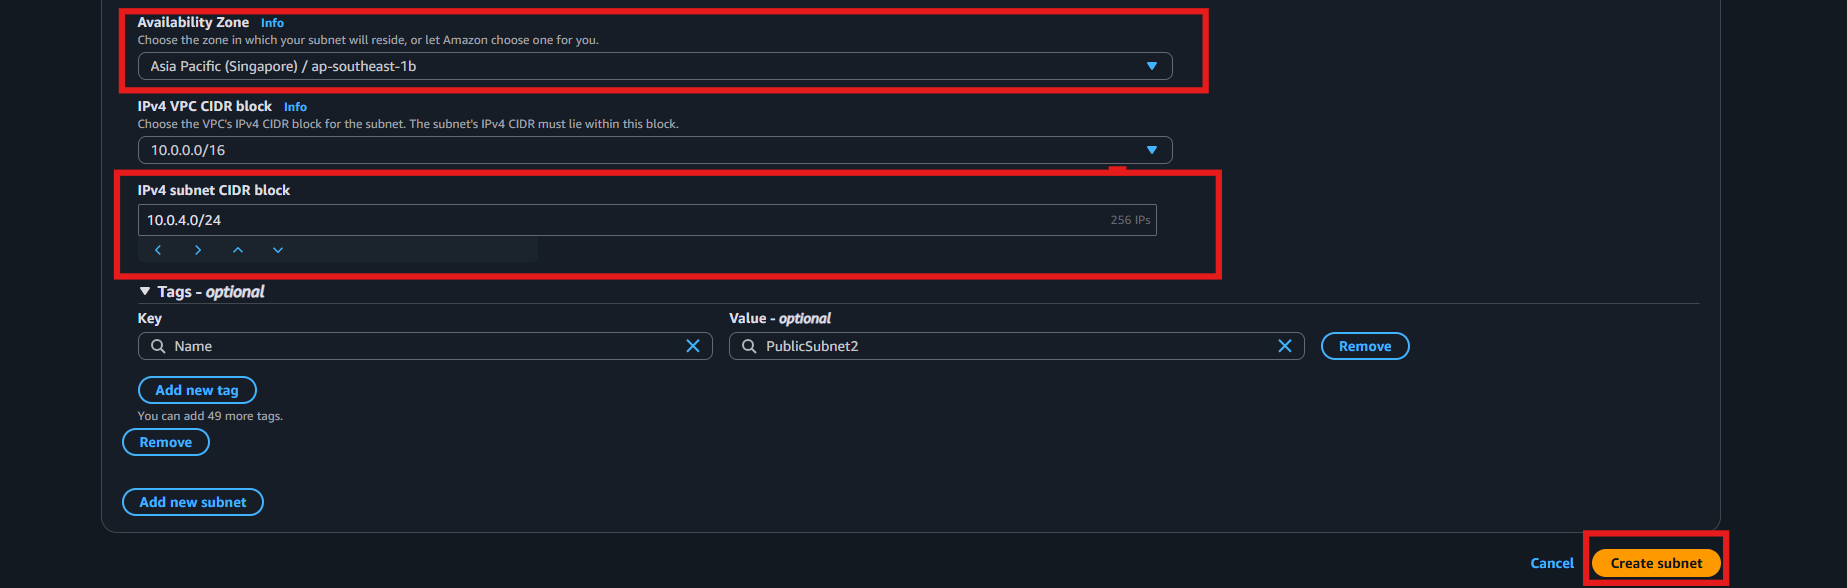 Availability Zone Info
Choose the zone in which your subnet will reside, or let Amazon choose one for you.
Asia Pacific (Singapore) / ap-southeast-1b
IPv4 VPC CIDR block Info
Choose the VPC's IPv4 CIDR block for the subnet. The subnet's IPv4 CIDR must lie within this block.
10.0.0.0/16
IPv4 subnet CIDR block
10.0.4.0/24 256 IPs
Tags - optional
Key Value - optional
Name PublicSubnet2 Remove
Add new tag
You can add 49 more tags.
Remove
Add new subnet
Cancel Create subnet